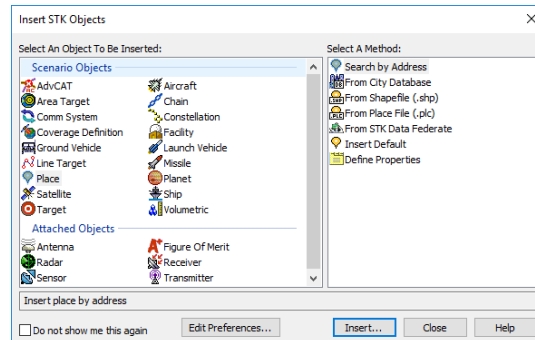 Insert STK Objects
Select An Object To Be Inserted:
Scenario Objects
AdvCAT Aircraft
Area Target Chain
Comm System Constellation
Coverage Definition Facility
Ground Vehicle Launch Vehicle
Line Target Missile
Place Planet
Satellite Ship
Target Volumetric
Attached Objects
Antenna Figure Of Merit
Radar Receiver
Sensor Transmitter
Select A Method:
Search by Address
From City Database
From Shapefile (.shp)
From Place File (.plc)
From STK Data Federate
Insert Default
Define Properties
Insert place by address
Do not show me this again Edit Preferences... Insert... Close Help